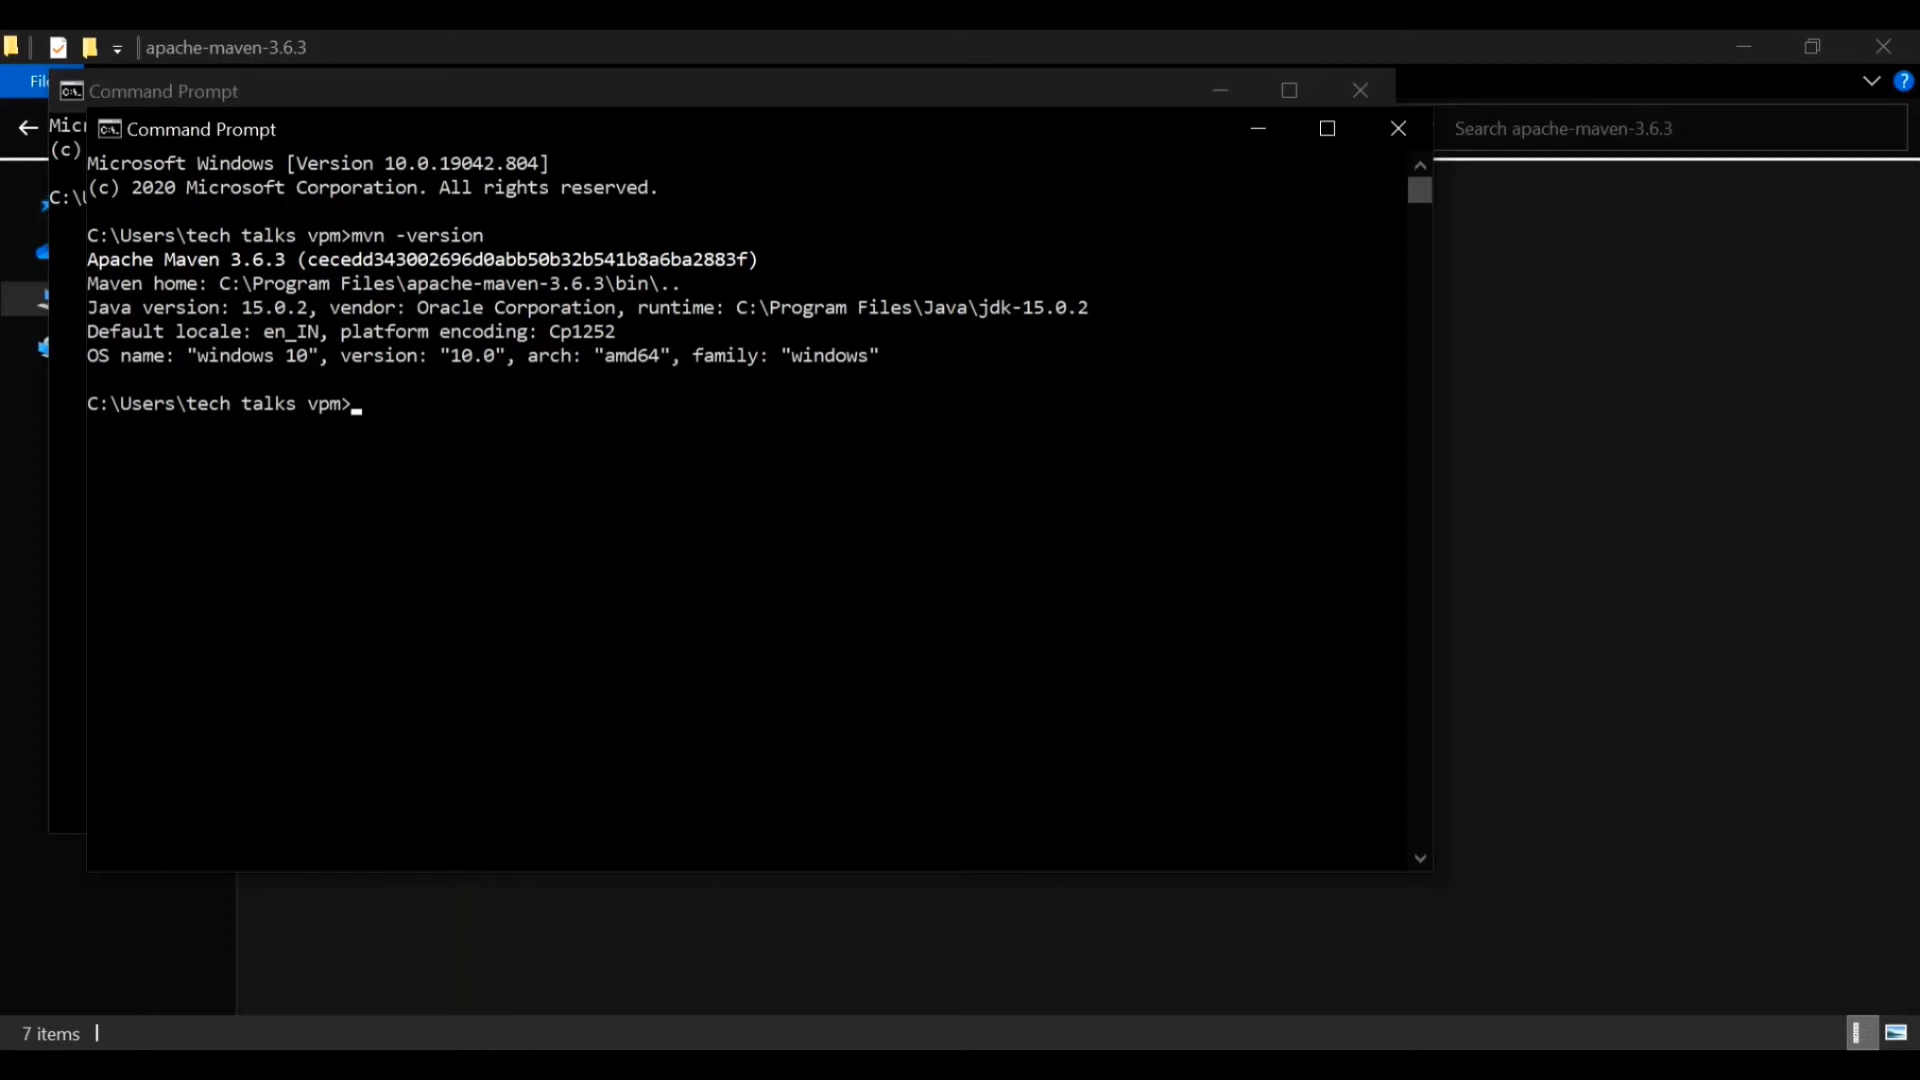 apache-maven-3.6.3
Command Prompt
Search apache-maven-3.6.3
(c)
Command Prompt
Microsoft Windows [Version 10.0.19042.804]
(c) 2020 Microsoft Corporation. All rights reserved.
C:\Users\tech talks vpm>mvn -version
Apache Maven 3.6.3 (cecedd343002696d0abb50b32b541b8a6ba2883f)
Maven home: C:\Program Files\apache-maven-3.6.3\bin\..
Java version: 15.0.2, vendor: Oracle Corporation, runtime: C:\Program Files\Java\jdk-15.0.2
Default locale: en_IN, platform encoding: Cp1252
OS name: "windows 10", version: "10.0", arch: "amd64", family: "windows"
C:\Users\tech talks vpm>
7 items